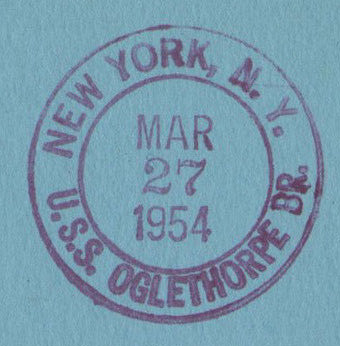 NEW YORK, N. Y.
MAR
27
1954
U.S.S. OGLETHORPE BR.